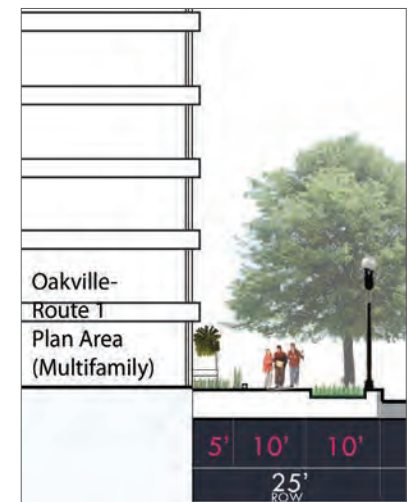 Oakville-
Route 1
Plan Area
(Multifamily)
5' 10' 10'
25'
ROW